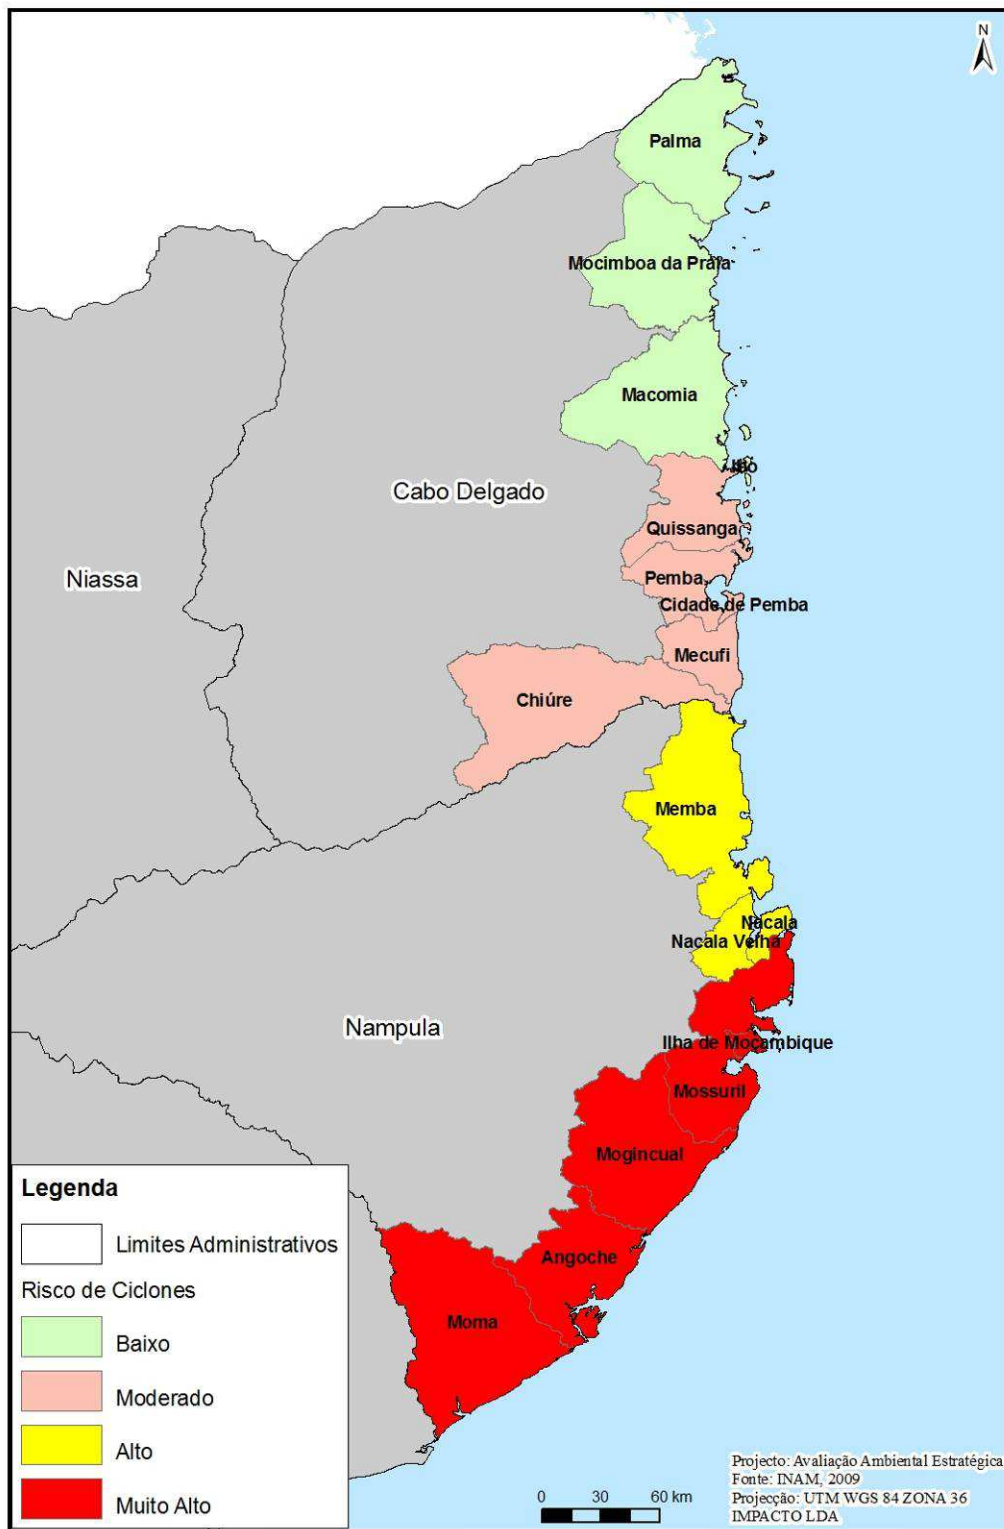 N
Palma
Mocimboa da Praia
Macomia
Cabo Delgado
Quissanga
Niassa
Pemba
Cidade de Pemba
Mecufi
Chiúre
Memba
Nacala
Nacala Velha
Nampula
Ilha de Moçambique
Mossuril
Mogincual
Angoche
Moma
Legenda
Limites Administrativos
Risco de Ciclones
Baixo
Moderado
Alto
Muito Alto
0 30 60 km
Projecto: Avaliação Ambiental Estratégica
Fonte: INAM, 2009
Projecção: UTM WGS 84 ZONA 36
IMPACTO LDA